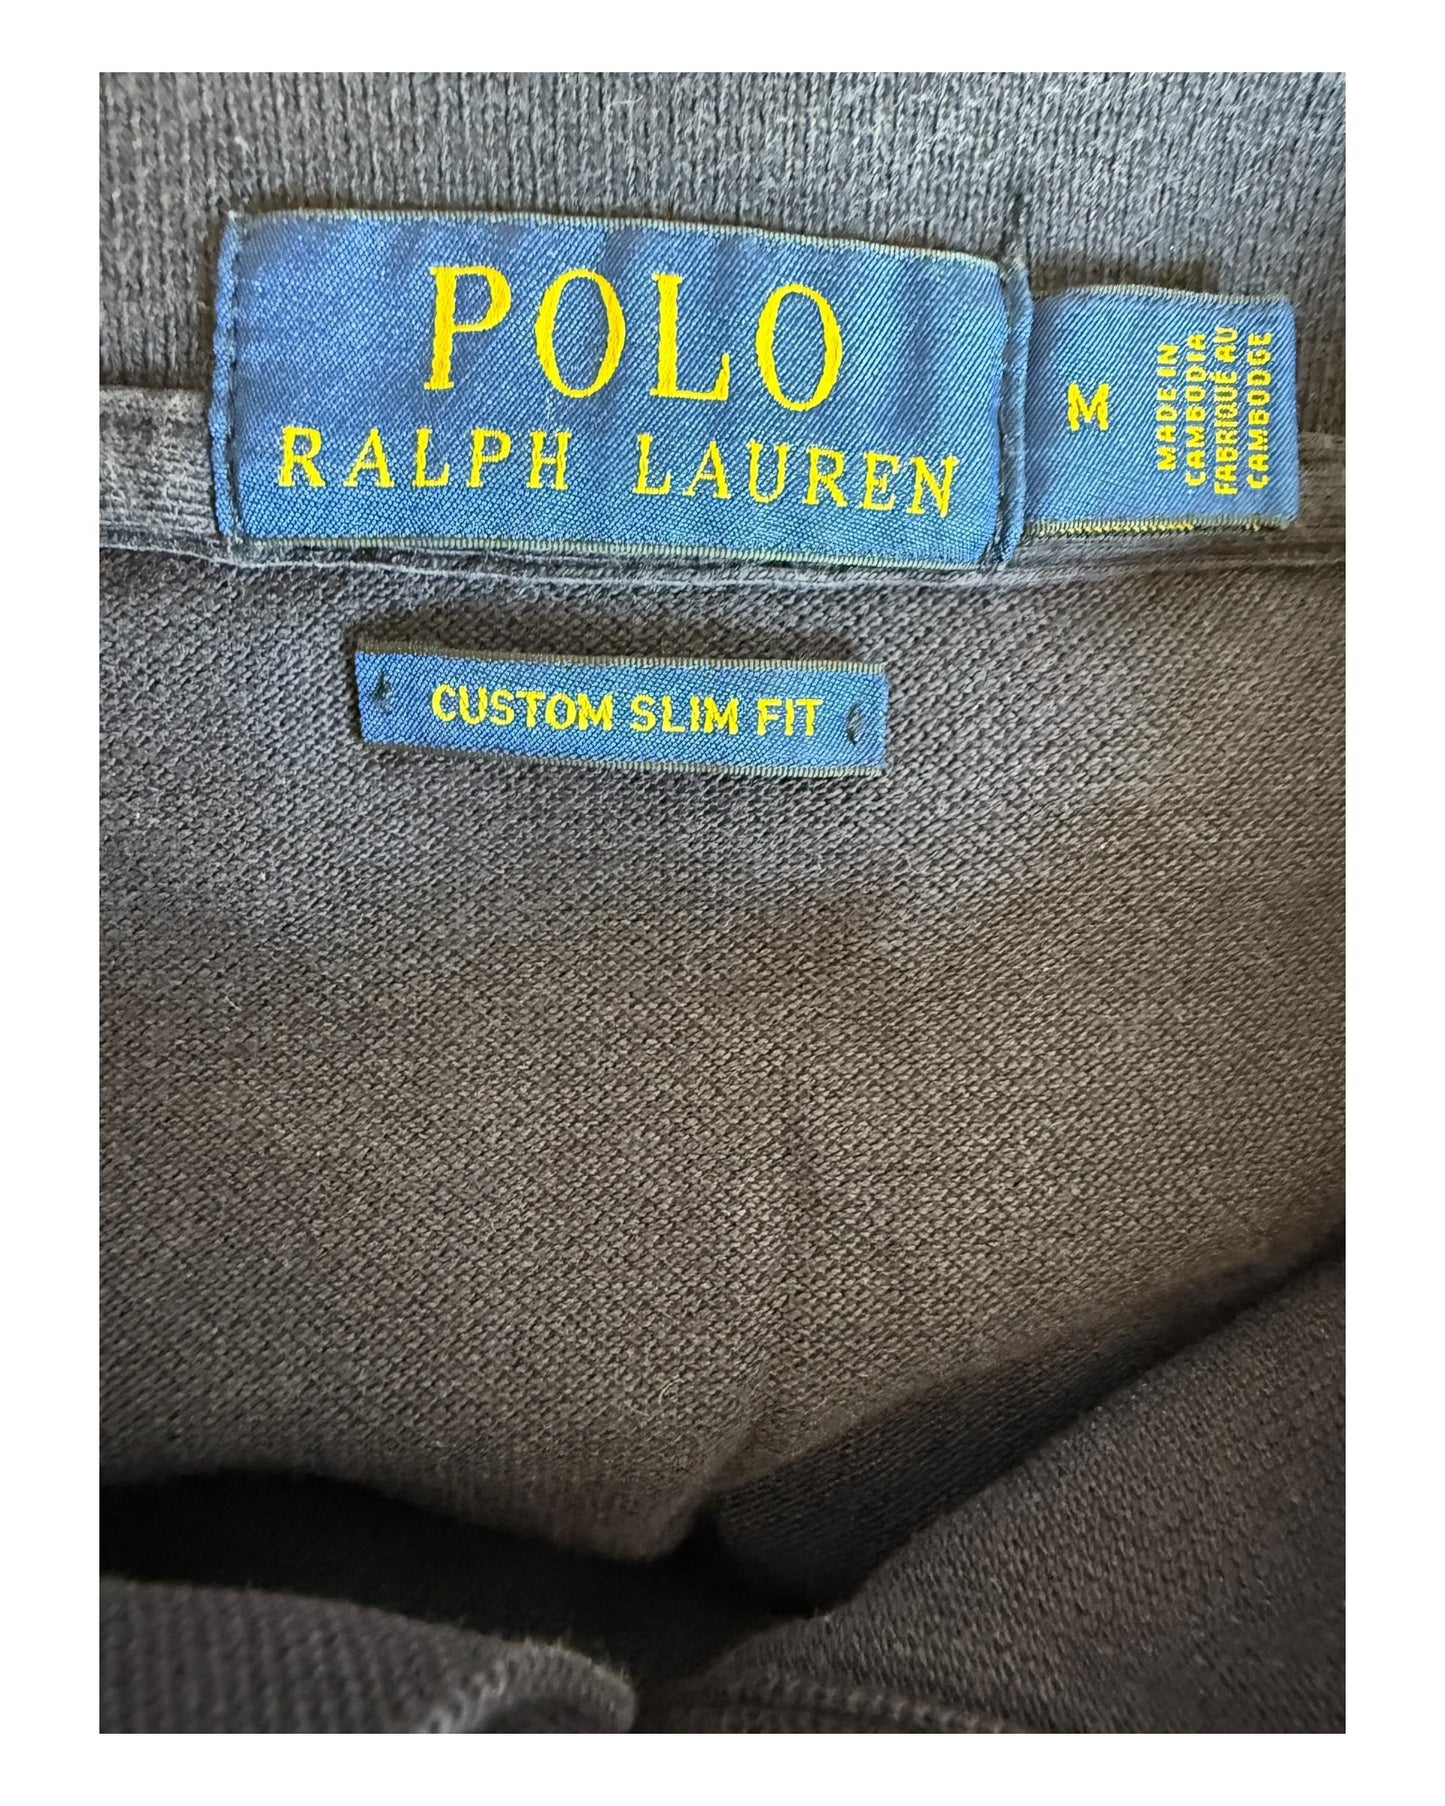 POLO
RALPH LAUREN
M
MADE IN
CAMBODIA
FABRIQUÉ AU
CAMBODGE
CUSTOM SLIM FIT